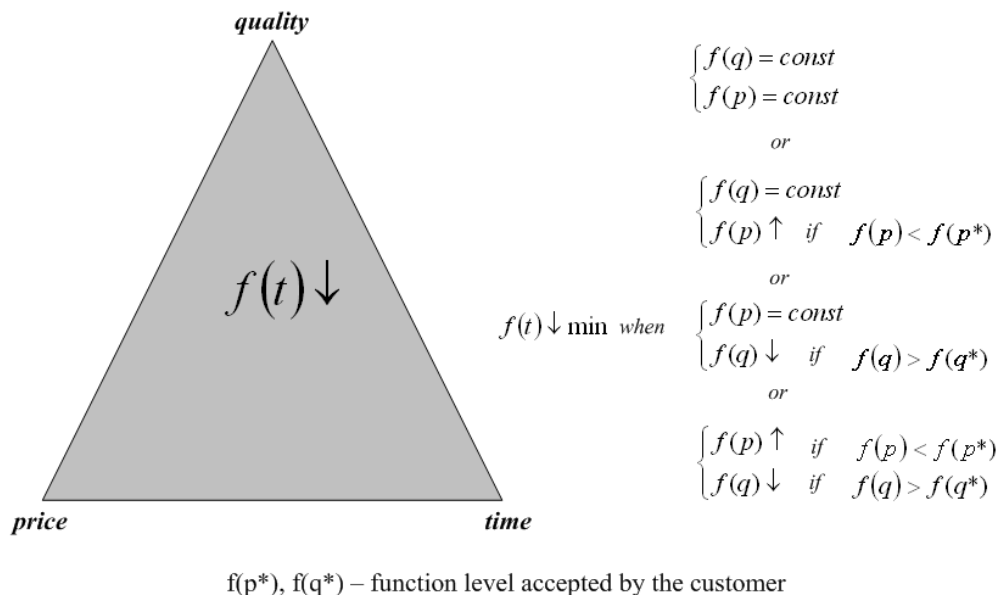 quality
f(t)↓
price
time
f(t)↓min when
{f(q)=const
f(p)=const
or
{f(q)=const
f(p)↑ if f(p)<f(p*)
or
{f(p)=const
f(q)↓ if f(q)>f(q*)
or
{f(p)↑ if f(p)<f(p*)
f(q)↓ if f(q)>f(q*)
f(p*), f(q*) – function level accepted by the customer